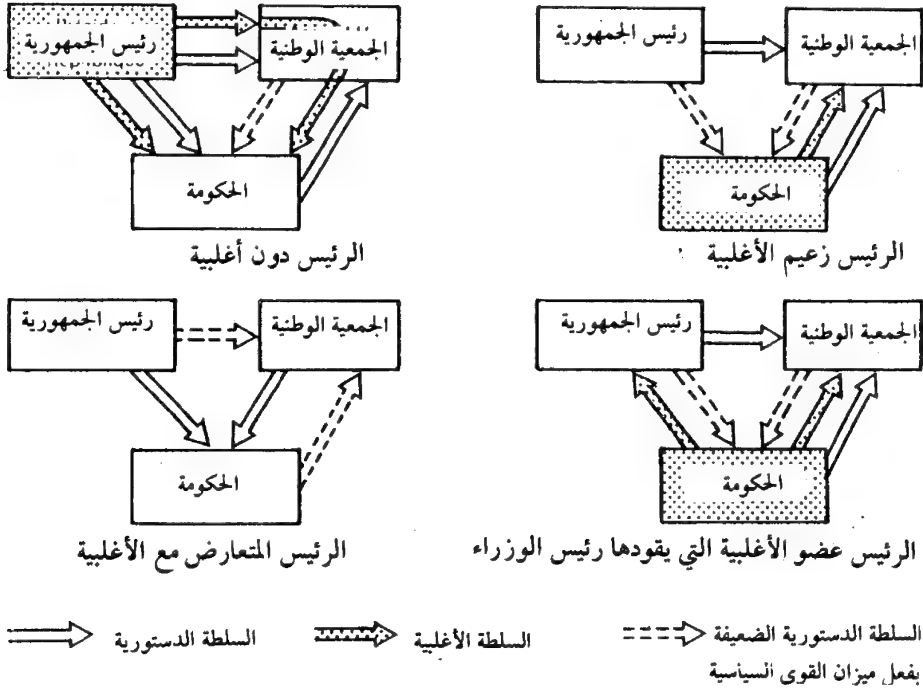 رئيس الجمهورية
الجمعية الوطنية
الحكومة
الرئيس زعيم الأغلبية
رئيس الجمهورية
الجمعية الوطنية
الحكومة
الرئيس دون أغلبية
رئيس الجمهورية
الجمعية الوطنية
الحكومة
الرئيس عضو الأغلبية التي يقودها رئيس الوزراء
رئيس الجمهورية
الجمعية الوطنية
الحكومة
الرئيس المتعارض مع الأغلبية
السلطة الدستورية الضعيفة
بفعل ميزان القوى السياسية
السلطة الأغلبية
السلطة الدستورية